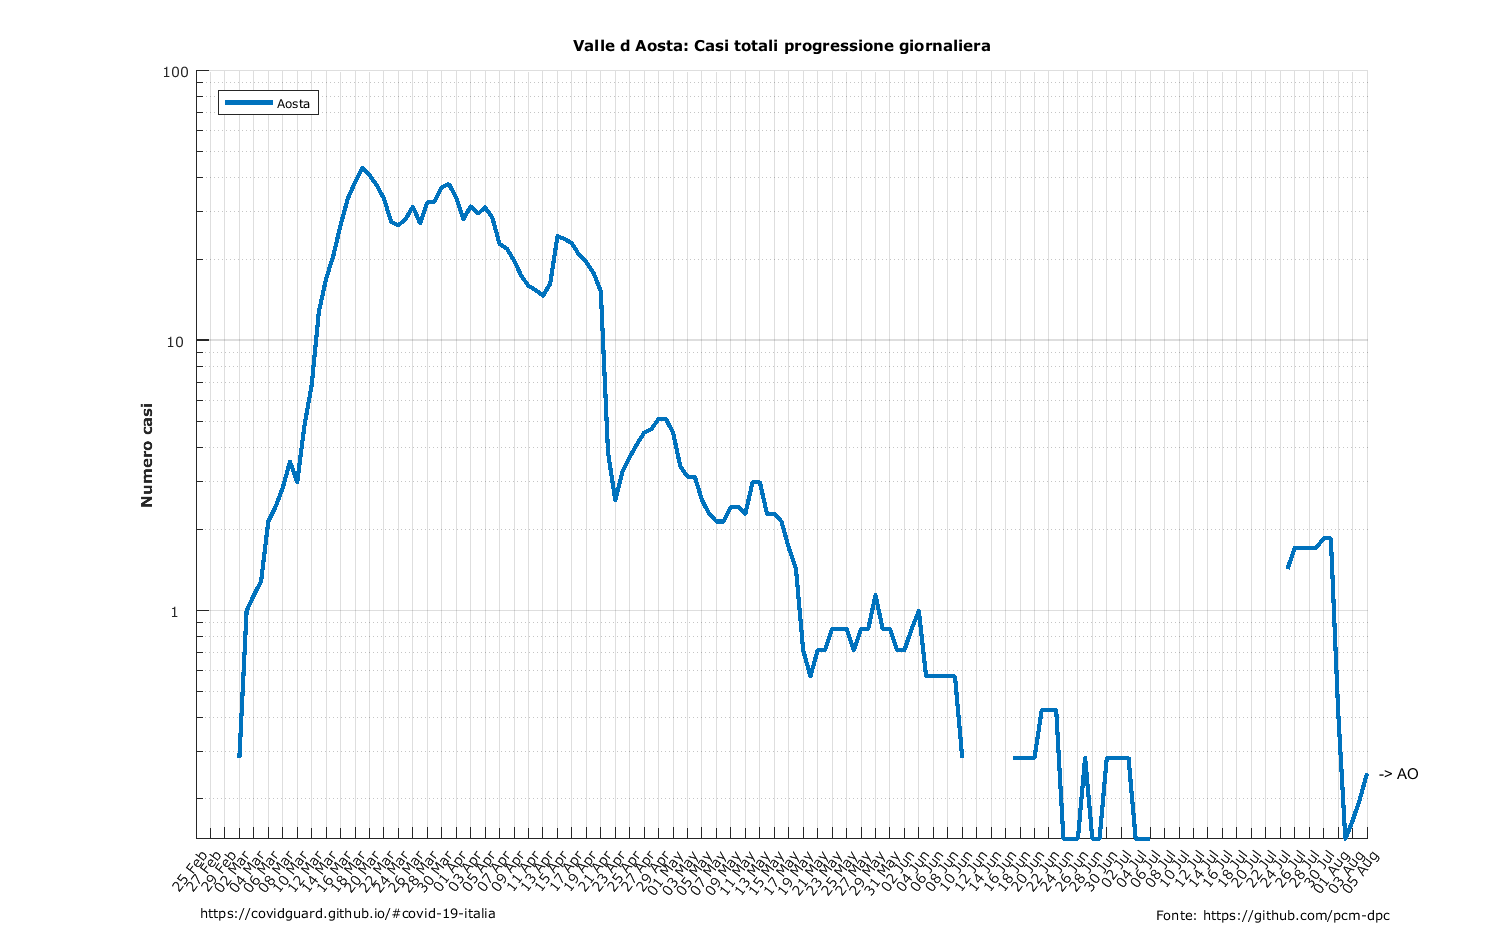 Valle d Aosta: Casi totali progressione giornaliera
100
Aosta
10
Numero casi
1
-> AO
25 Feb
27 Feb
29 Feb
02 Mar
04 Mar
06 Mar
08 Mar
10 Mar
12 Mar
14 Mar
16 Mar
18 Mar
20 Mar
22 Mar
24 Mar
26 Mar
28 Mar
30 Mar
01 Apr
03 Apr
05 Apr
07 Apr
09 Apr
11 Apr
13 Apr
15 Apr
17 Apr
19 Apr
21 Apr
23 Apr
25 Apr
27 Apr
29 Apr
01 May
03 May
05 May
07 May
09 May
11 May
13 May
15 May
17 May
19 May
21 May
23 May
25 May
27 May
29 May
31 May
02 Jun
04 Jun
06 Jun
08 Jun
10 Jun
12 Jun
14 Jun
16 Jun
18 Jun
20 Jun
22 Jun
24 Jun
26 Jun
28 Jun
30 Jun
02 Jul
04 Jul
06 Jul
08 Jul
10 Jul
12 Jul
14 Jul
16 Jul
18 Jul
20 Jul
22 Jul
24 Jul
26 Jul
28 Jul
30 Jul
01 Aug
03 Aug
05 Aug
https://covidguard.github.io/#covid-19-italia
Fonte: https://github.com/pcm-dpc